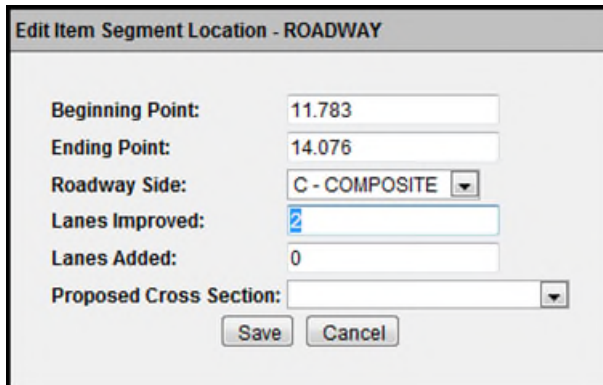 Edit Item Segment Location - ROADWAY
Beginning Point: 11.783
Ending Point: 14.076
Roadway Side: C - COMPOSITE
Lanes Improved: 2
Lanes Added: 0
Proposed Cross Section:
Save Cancel